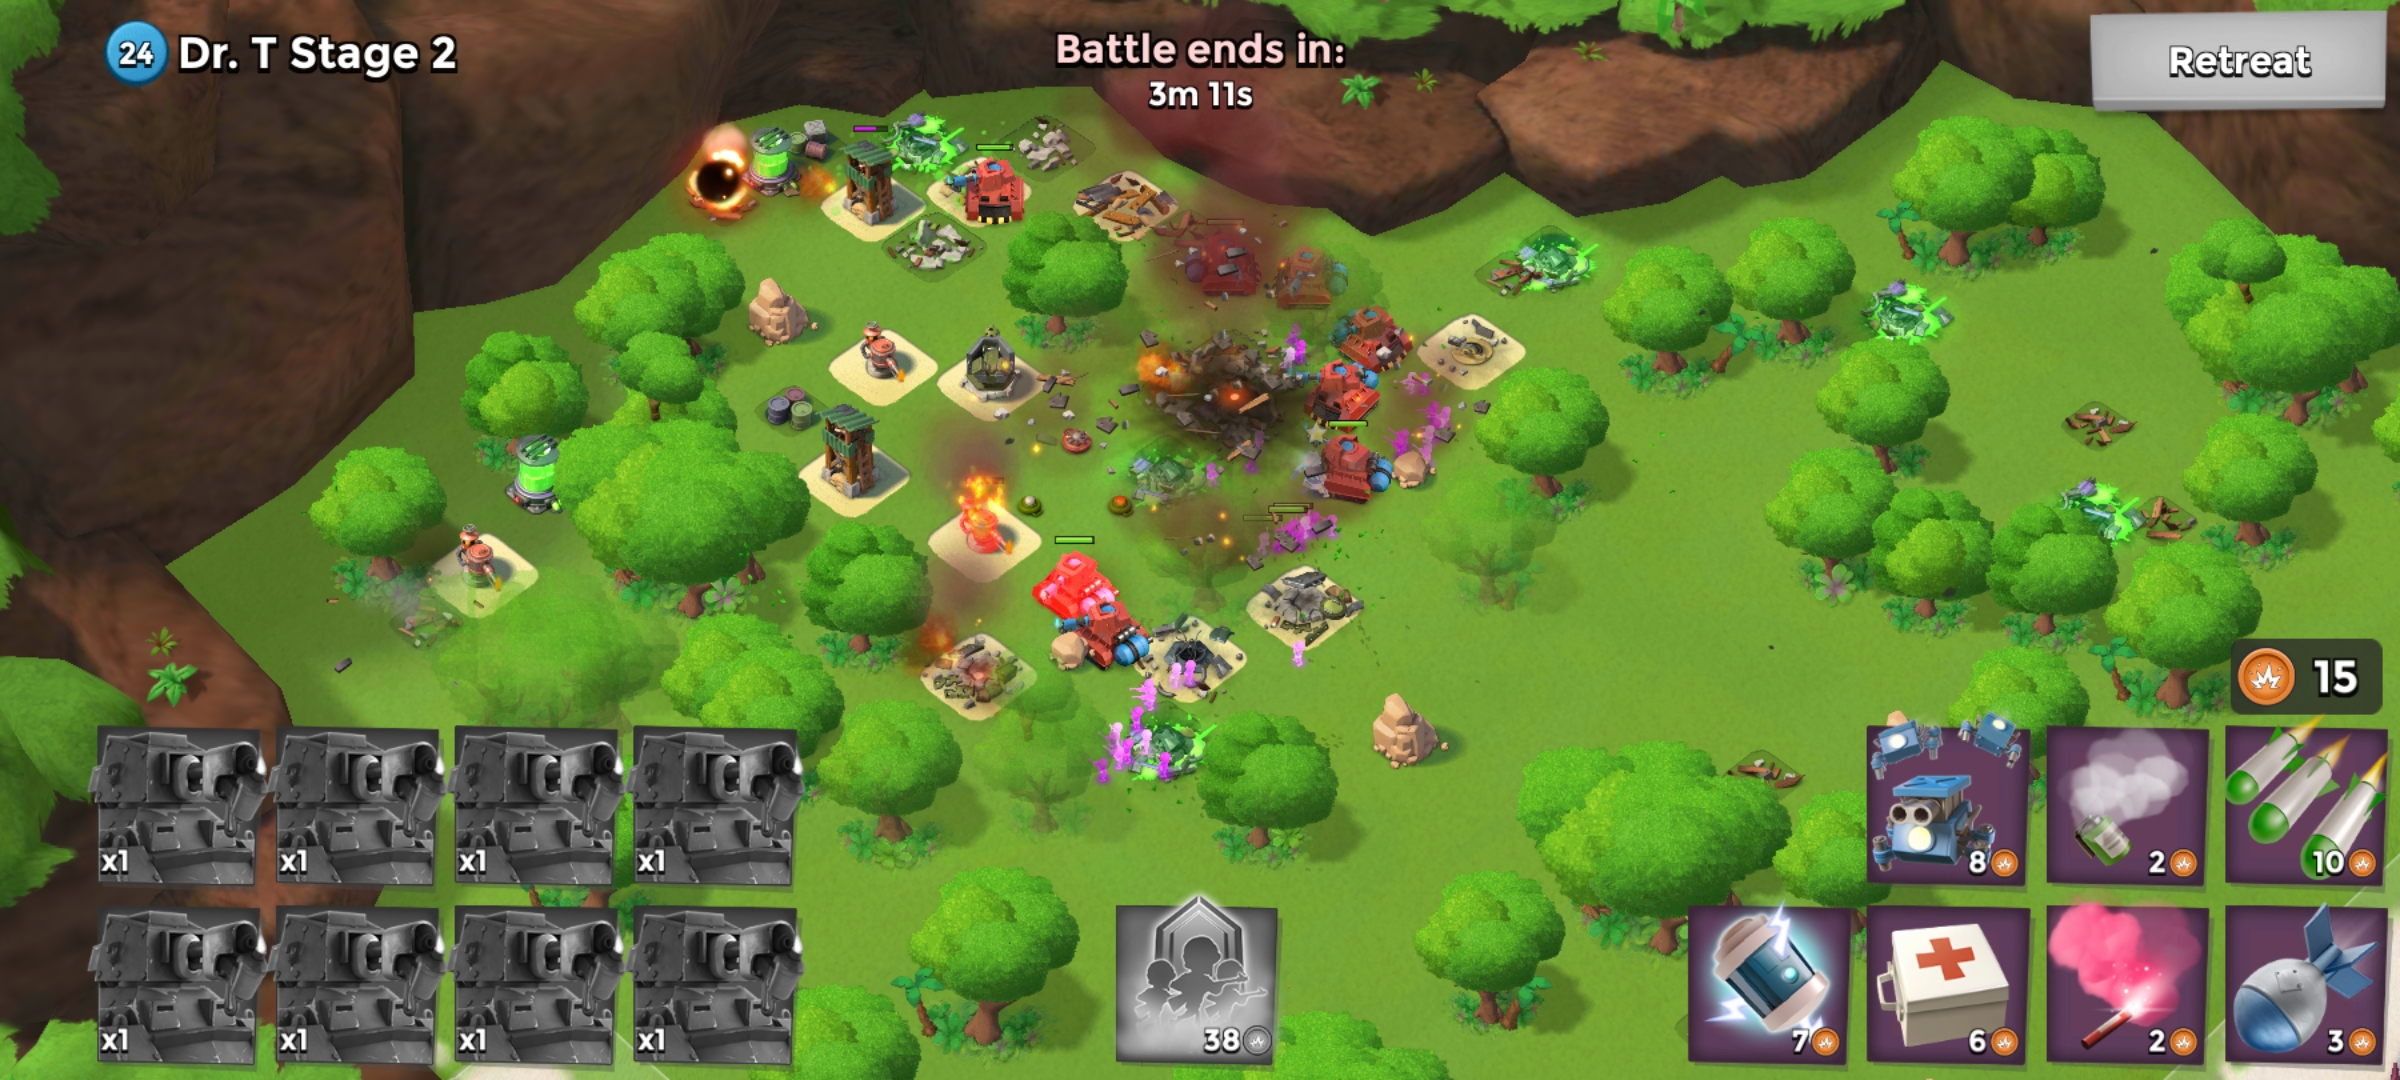 24 Dr. T Stage 2
Battle ends in:
3m 11s
Retreat
15
x1 x1 x1 x1
8 2 10
x1 x1 x1 x1
38
7 6 2 3